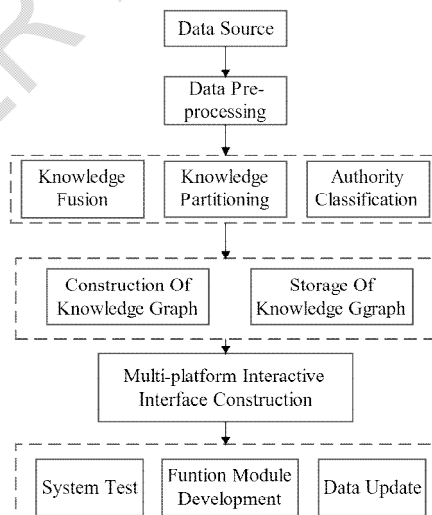 Data Source
Data Pre-
processing
Knowledge
Fusion
Knowledge
Partitioning
Authority
Classification
Construction Of
Knowledge Graph
Storage Of
Knowledge Ggraph
Multi-platform Interactive
Interface Construction
System Test
Funtion Module
Development
Data Update